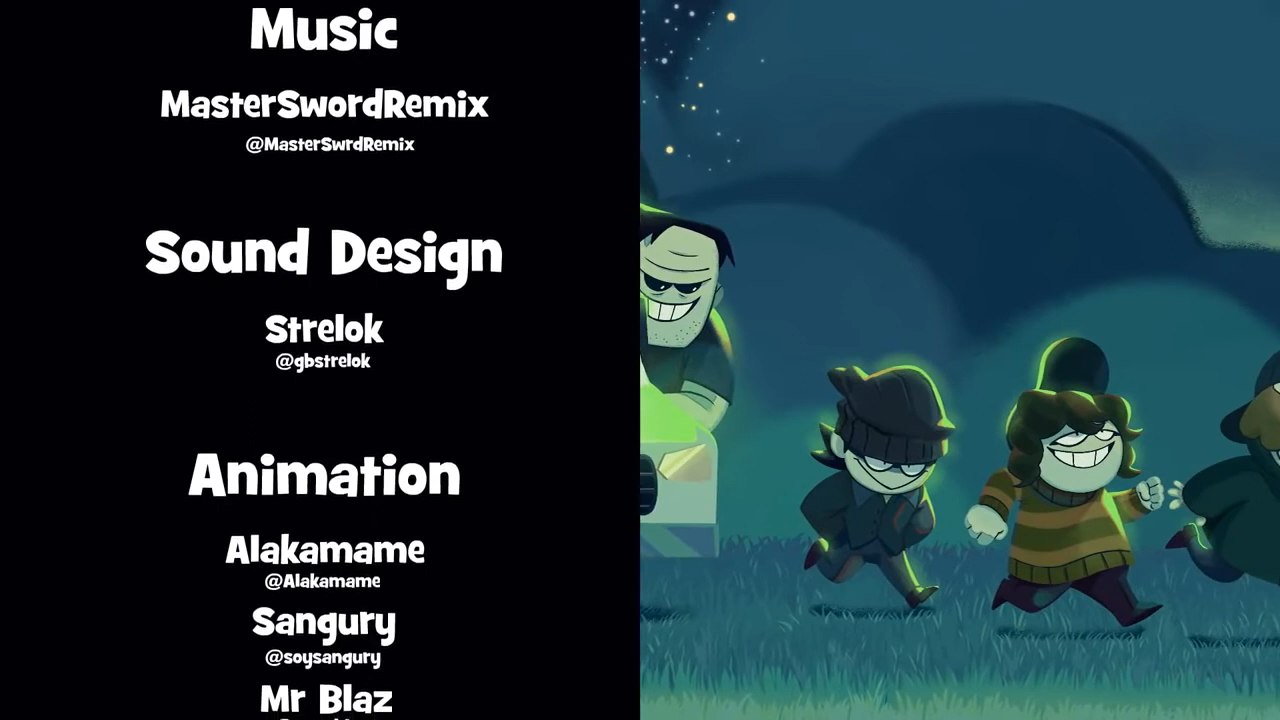 Music
MasterSwordRemix
@MasterSwrdRemix
Sound Design
Strelok
@gbstrelok
Animation
Alakamame
@Alakamame
Sangury
@soysangury
Mr Blaz